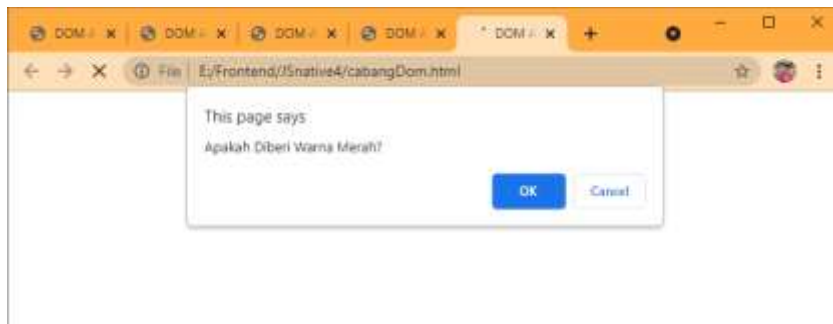 DOM
DOM
DOM
DOM
DOM
File
E:/Frontend/JSnative4/cabangDom.html
This page says
Apakah Diberi Warna Merah?
OK
Cancel